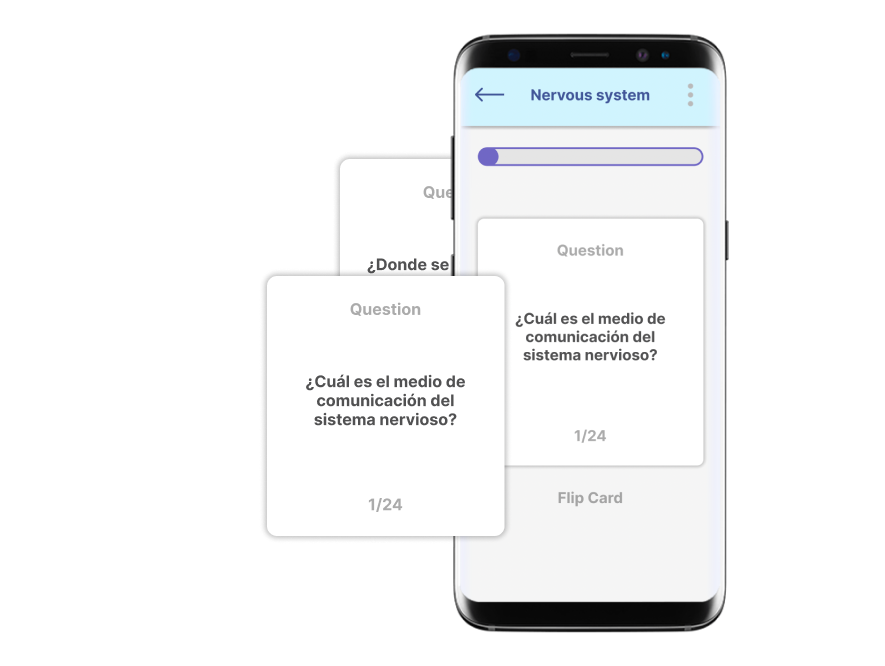 Nervous system
Que
¿Donde se
Question
¿Cuál es el medio de
comunicación del
sistema nervioso?
1/24
Question
¿Cuál es el medio de
comunicación del
sistema nervioso?
1/24
Flip Card